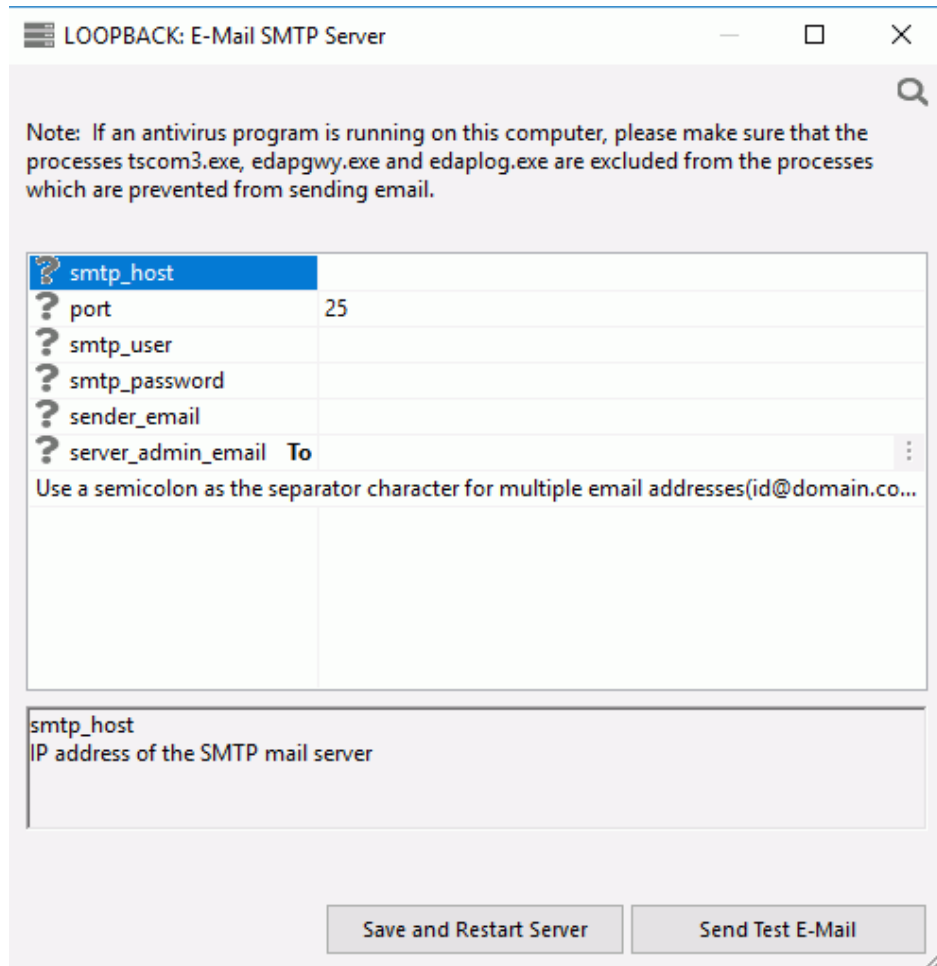 LOOPBACK: E-Mail SMTP Server
Note: If an antivirus program is running on this computer, please make sure that the
processes tscom3.exe, edapgwy.exe and edaplog.exe are excluded from the processes
which are prevented from sending email.
? smtp_host
? port 25
? smtp_user
? smtp_password
? sender_email
? server_admin_email To
Use a semicolon as the separator character for multiple email addresses(id@domain.co...
smtp_host
IP address of the SMTP mail server
Save and Restart Server Send Test E-Mail